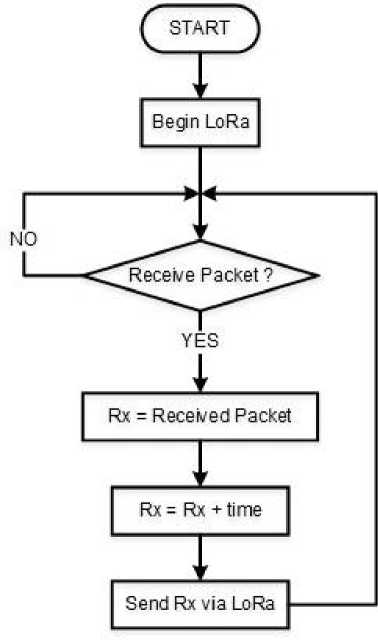 START
Begin LoRa
NO
Receive Packet ?
YES
Rx = Received Packet
Rx = Rx + time
Send Rx via LoRa